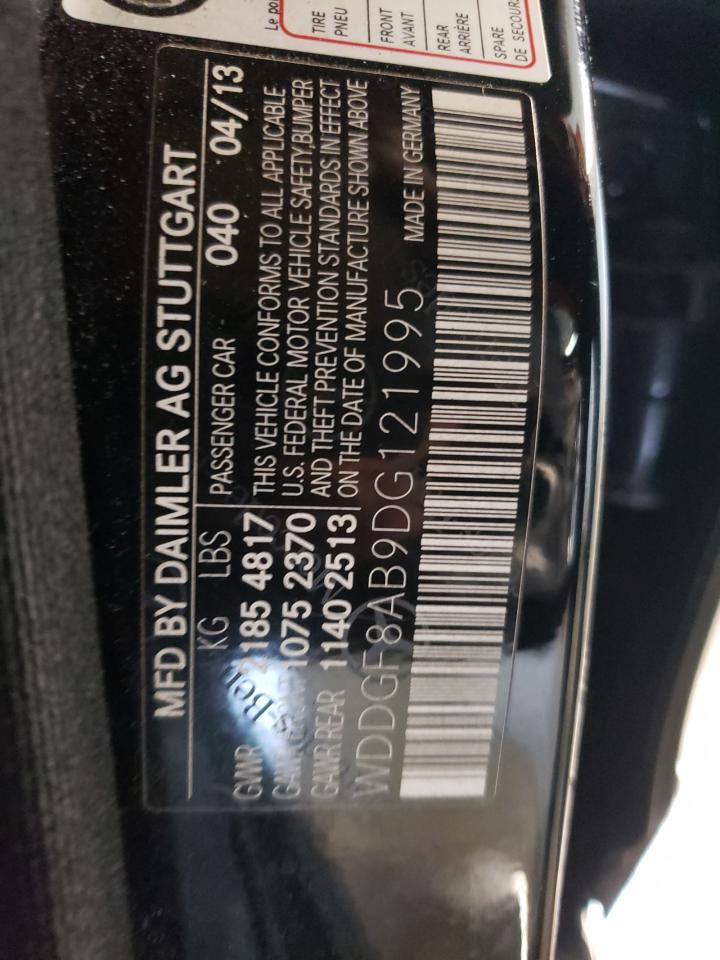 MFD BY DAIMLER AG STUTTGART
KG LBS PASSENGER CAR 040 04/13
GVWR 2185 4817 THIS VEHICLE CONFORMS TO ALL APPLICABLE
1075 2370 U.S. FEDERAL MOTOR VEHICLE SAFETY,BUMPER
GAWR REAR 1140 2513 AND THEFT PREVENTION STANDARDS IN EFFECT
ON THE DATE OF MANUFACTURE SHOWN ABOVE
WDDGF8AB9DG121995 MADE IN GERMANY
TIRE
PNEU
FRONT
AVANT
REAR
ARRIÈRE
SPARE
DE SECOURS